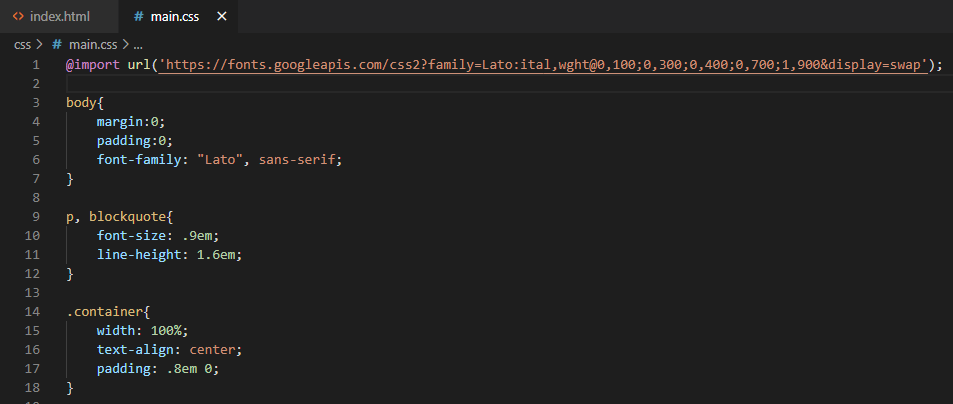 <> index.html # main.css ×
css > # main.css > ...
1 @import url('https://fonts.googleapis.com/css2?family=Lato:ital,wght@0,100;0,300;0,400;0,700;1,900&display=swap');
2
3 body{
4     margin:0;
5     padding:0;
6     font-family: "Lato", sans-serif;
7 }
8
9 p, blockquote{
10     font-size: .9em;
11     line-height: 1.6em;
12 }
13
14 .container{
15     width: 100%;
16     text-align: center;
17     padding: .8em 0;
18 }